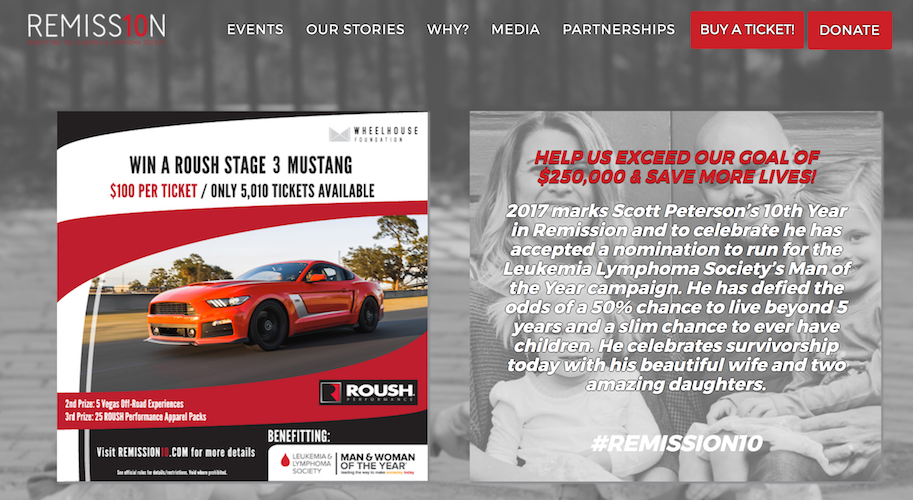 REMISS10N
EVENTS
OUR STORIES
WHY?
MEDIA
PARTNERSHIPS
BUY A TICKET!
DONATE
WHEELHOUSE
FOUNDATION
WIN A ROUSH STAGE 3 MUSTANG
$100 PER TICKET / ONLY 5,010 TICKETS AVAILABLE
R ROUSH
PERFORMANCE
2nd Prize: 5 Vegas Off-Road Experiences
3rd Prize: 25 ROUSH Performance Apparel Packs
Visit REMISSION10.COM for more details
See official rules for details/restrictions. Void where prohibited.
BENEFITTING:
LEUKEMIA &
LYMPHOMA
SOCIETY
MAN & WOMAN
OF THE YEAR
leading the way to make someday today
HELP US EXCEED OUR GOAL OF
$250,000 & SAVE MORE LIVES!
2017 marks Scott Peterson's 10th Year
in Remission and to celebrate he has
accepted a nomination to run for the
Leukemia Lymphoma Society's Man of
the Year campaign. He has defied the
odds of a 50% chance to live beyond 5
years and a slim chance to ever have
children. He celebrates survivorship
today with his beautiful wife and two
amazing daughters.
#REMISSION10